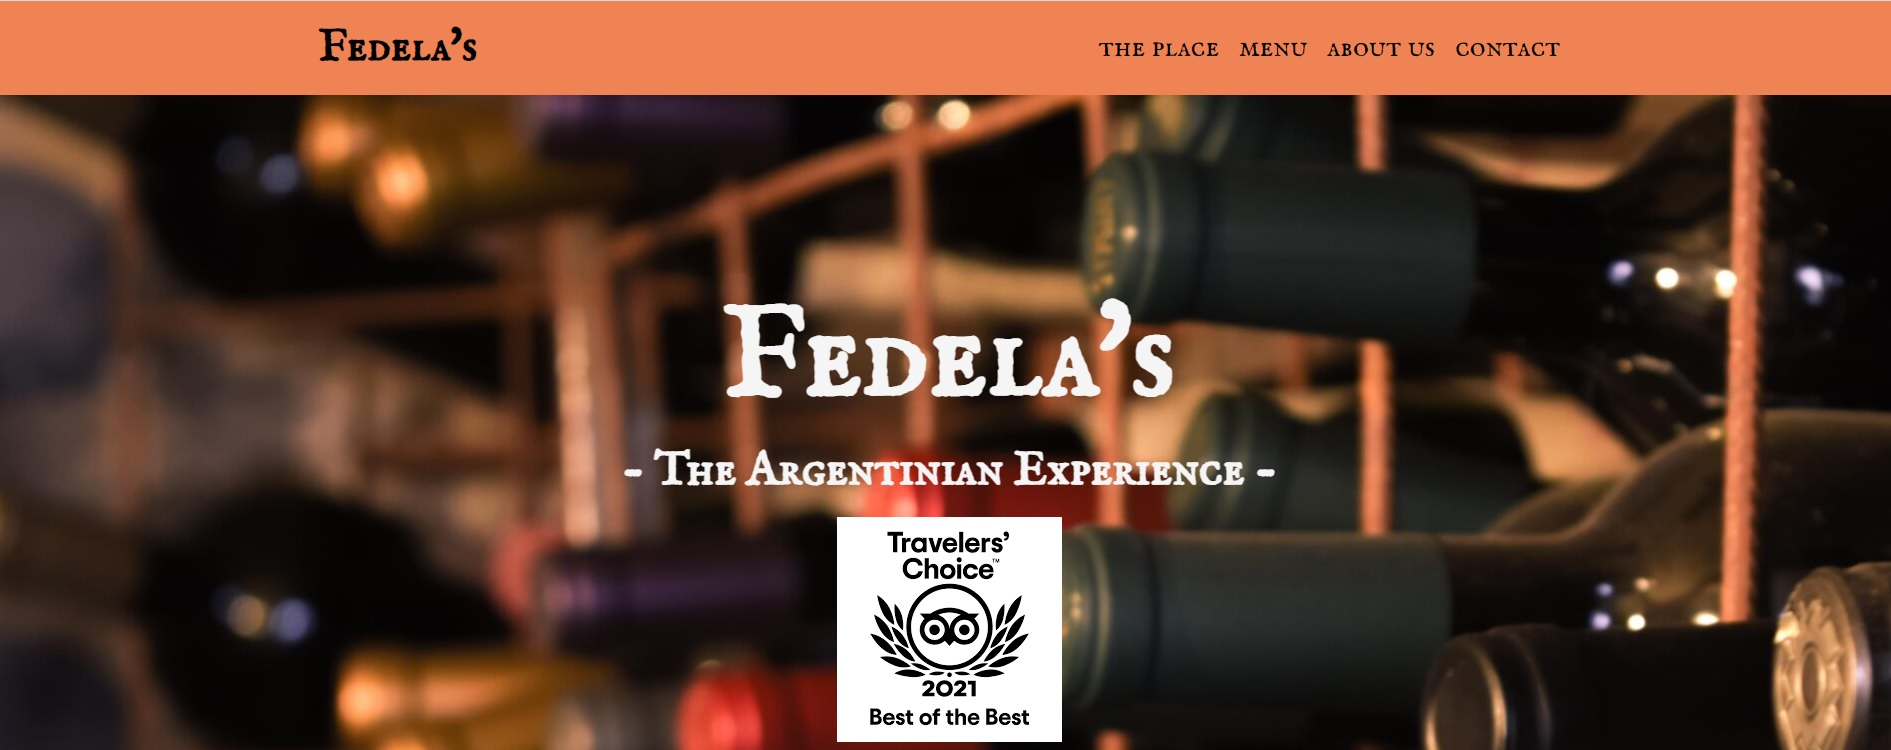 Fedela's
THE PLACE MENU ABOUT US CONTACT
Fedela's
- The Argentinian Experience -
Travelers'
Choice™
2021
Best of the Best